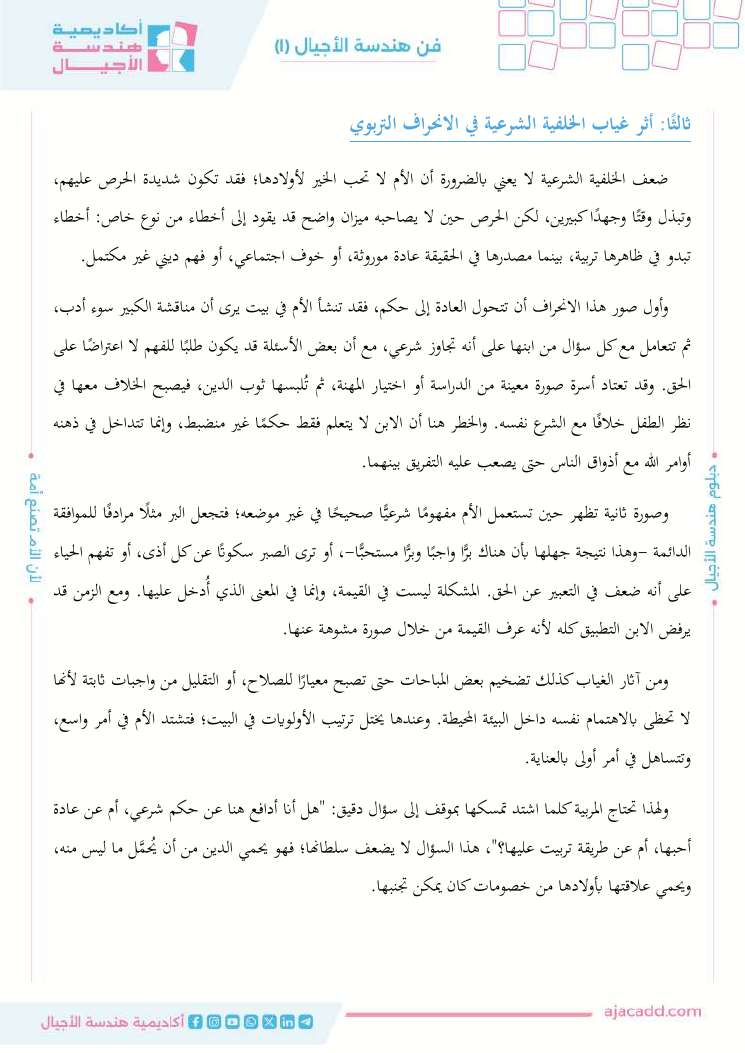 فن هندسة الأجيال (١)
أكاديمية
هندسة
الأجيال
ثالثًا: أثر غياب الخلفية الشرعية في الانحراف التربوي
ضعف الخلفية الشرعية لا يعني بالضرورة أن الأم لا تحب الخير لأولادها؛ فقد تكون شديدة الحرص عليهم،
وتبذل وقتًا وجهدًا كبيرين، لكن الحرص حين لا يصاحبه ميزان واضح قد يقود إلى أخطاء من نوع خاص: أخطاء
تبدو في ظاهرها تربية، بينما مصدرها في الحقيقة عادة موروثة، أو خوف اجتماعي، أو فهم ديني غير مكتمل.
وأول صور هذا الانحراف أن تتحول العادة إلى حكم، فقد تنشأ الأم في بيت يرى أن مناقشة الكبير سوء أدب،
ثم تتعامل مع كل سؤال من ابنها على أنه تجاوز شرعي، مع أن بعض الأسئلة قد يكون طلبًا للفهم لا اعتراضًا على
الحق. وقد تعتاد أسرة صورة معينة من الدراسة أو اختيار المهنة، ثم تُلبسها ثوب الدين، فيصبح الخلاف معها في
نظر الطفل خلافًا مع الشرع نفسه. والخطر هنا أن الابن لا يتعلم فقط حكمًا غير منضبط، وإنما تتداخل في ذهنه
أوامر الله مع أذواق الناس حتى يصعب عليه التفريق بينهما.
وصورة ثانية تظهر حين تستعمل الأم مفهومًا شرعيًّا صحيحًا في غير موضعه؛ فتجعل البر مثلًا مرادفًا للموافقة
الدائمة -وهذا نتيجة جهلها بأن هناك برًّا واجبًا وبرًّا مستحبًّا-، أو ترى الصبر سكوتًا عن كل أذى، أو تفهم الحياء
على أنه ضعف في التعبير عن الحق. المشكلة ليست في القيمة، وإنما في المعنى الذي أُدخل عليها. ومع الزمن قد
يرفض الابن التطبيق كله لأنه عرف القيمة من خلال صورة مشوهة عنها.
ومن آثار الغياب كذلك تضخيم بعض المباحات حتى تصبح معيارًا للصلاح، أو التقليل من واجبات ثابتة لأنها
لا تحظى بالاهتمام نفسه داخل البيئة المحيطة. وعندها يختل ترتيب الأولويات في البيت؛ فتشتد الأم في أمر واسع،
وتتساهل في أمر أولى بالعناية.
ولهذا تحتاج المربية كلما اشتد تمسكها بموقف إلى سؤال دقيق: "هل أنا أدافع هنا عن حكم شرعي، أم عن عادة
أحبها، أم عن طريقة تربيت عليها؟"، هذا السؤال لا يضعف سلطانها؛ فهو يحمي الدين من أن يُحمَّل ما ليس منه،
ويحمي علاقتها بأولادها من خصومات كان يمكن تجنبها.
دبلوم هندسة الأجيال
لأن الأم تصنع أمة
أكاديمية هندسة الأجيال
ajacadd.com